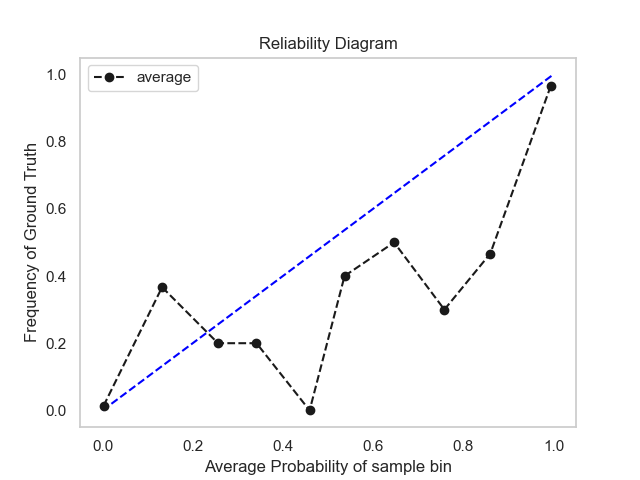 Reliability Diagram
average
1.0
0.8
0.6
0.4
0.2
0.0
Frequency of Ground Truth
0.0 0.2 0.4 0.6 0.8 1.0
Average Probability of sample bin